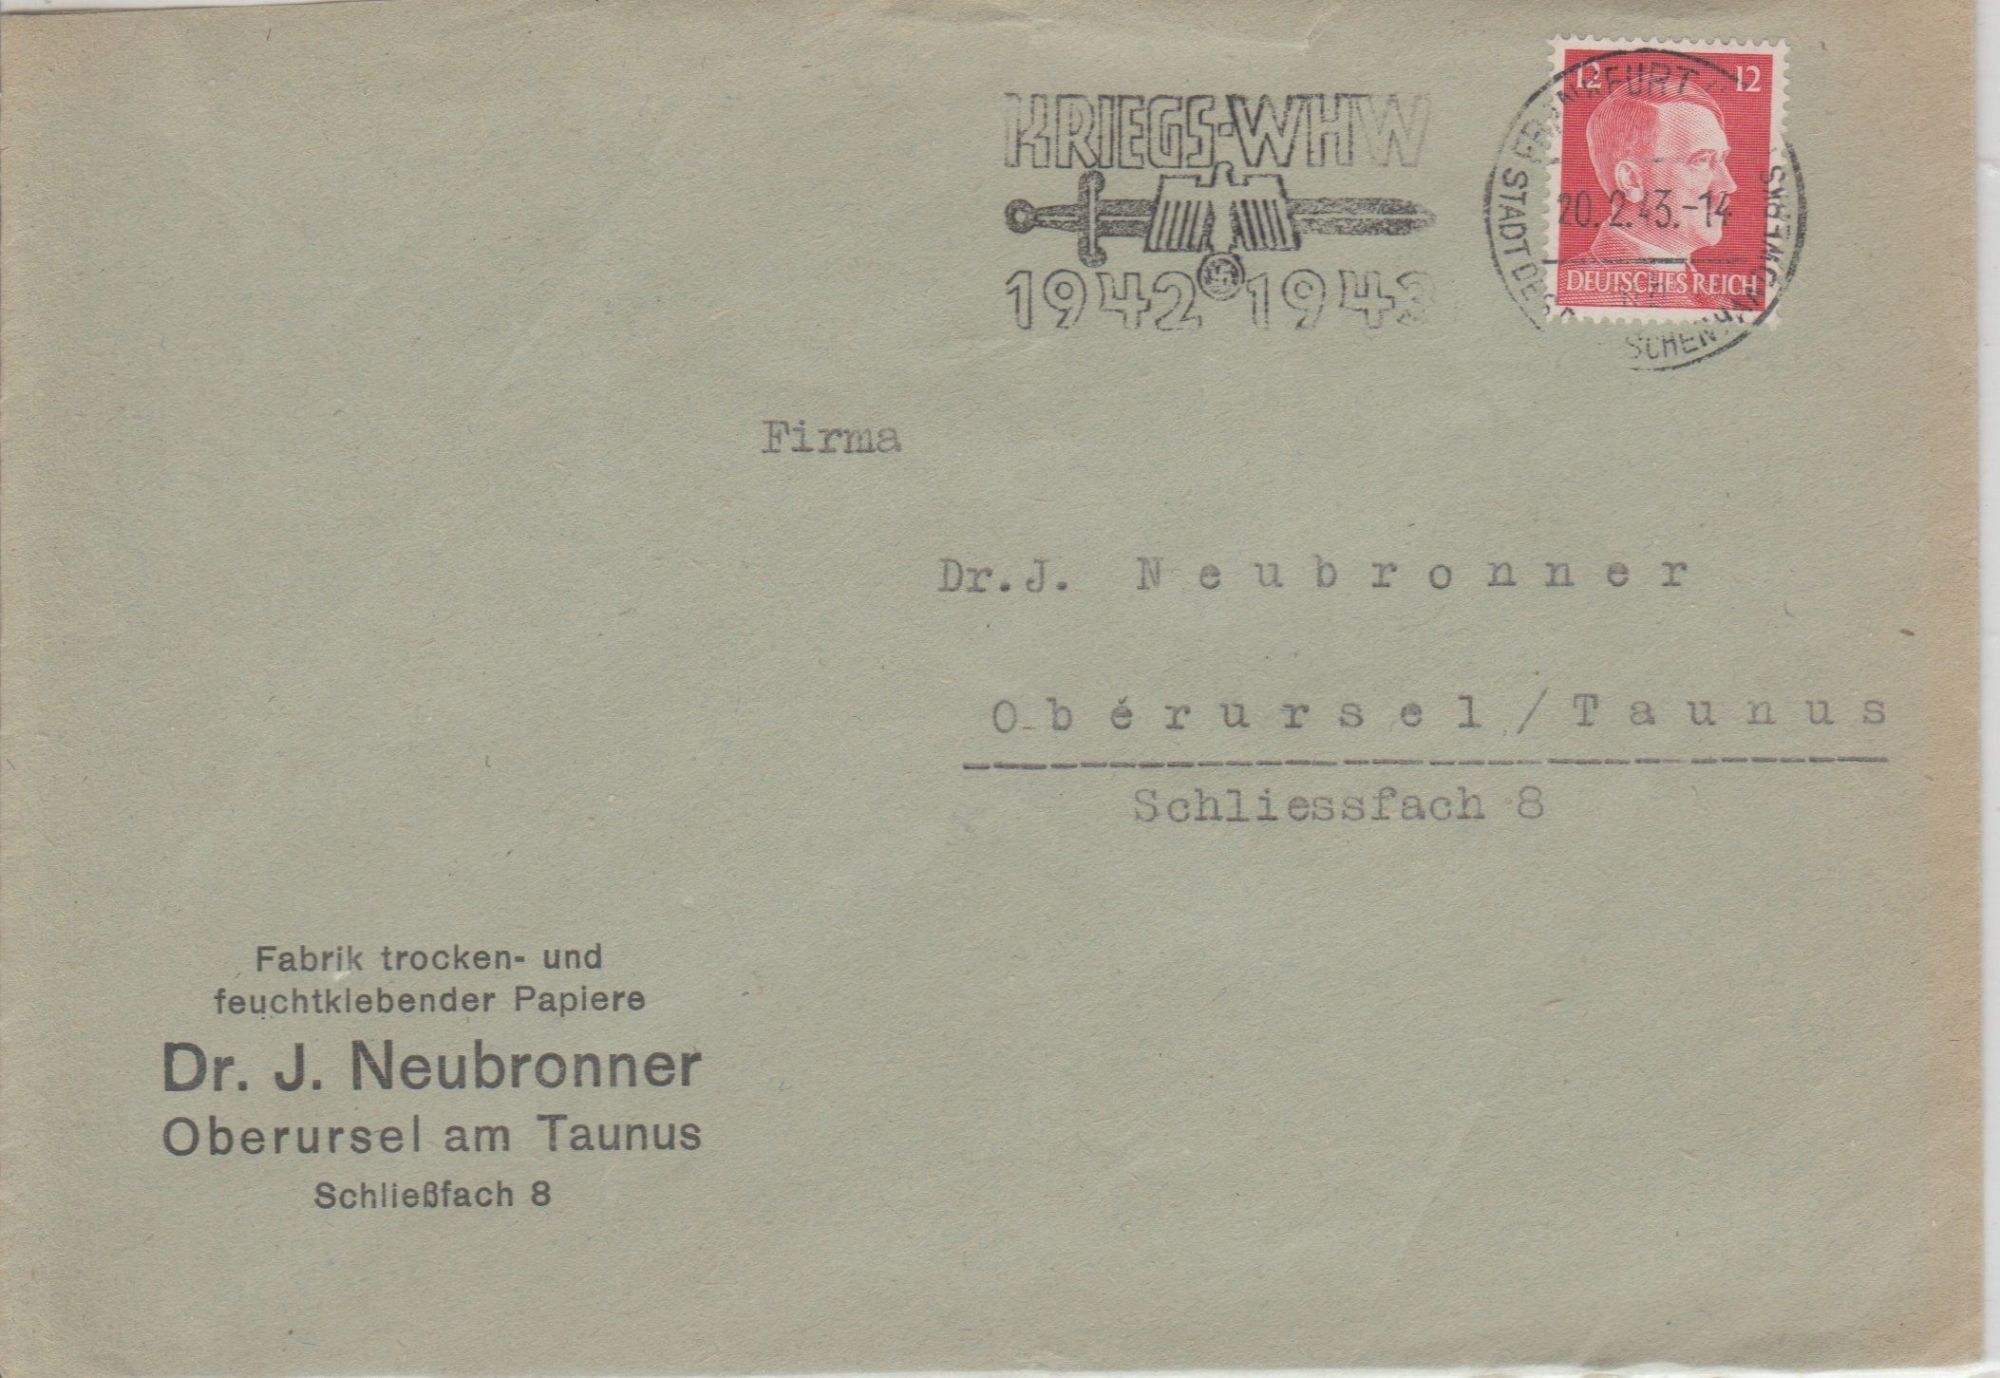 KRIEGS-WHW
1942 1943
FRANKFURT
20.2.43.-14
STADT DES
HANDWERKS
12 12
DEUTSCHES REICH
Firma
Dr.J. Neubronner
Obérursel/Taunus
Schliessfach 8
Fabrik trocken- und
feuchtklebender Papiere
Dr. J. Neubronner
Oberursel am Taunus
Schließfach 8